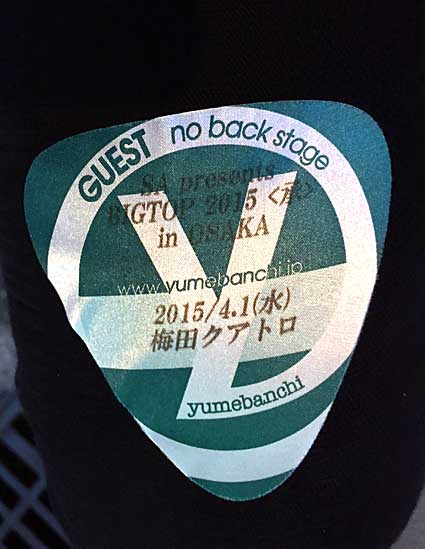 GUEST no back stage
SA presents
BIGTOP 2015 <承>
in OSAKA
www.yumebanchi.jp
2015/4.1(水)
梅田クアトロ
yumebanchi